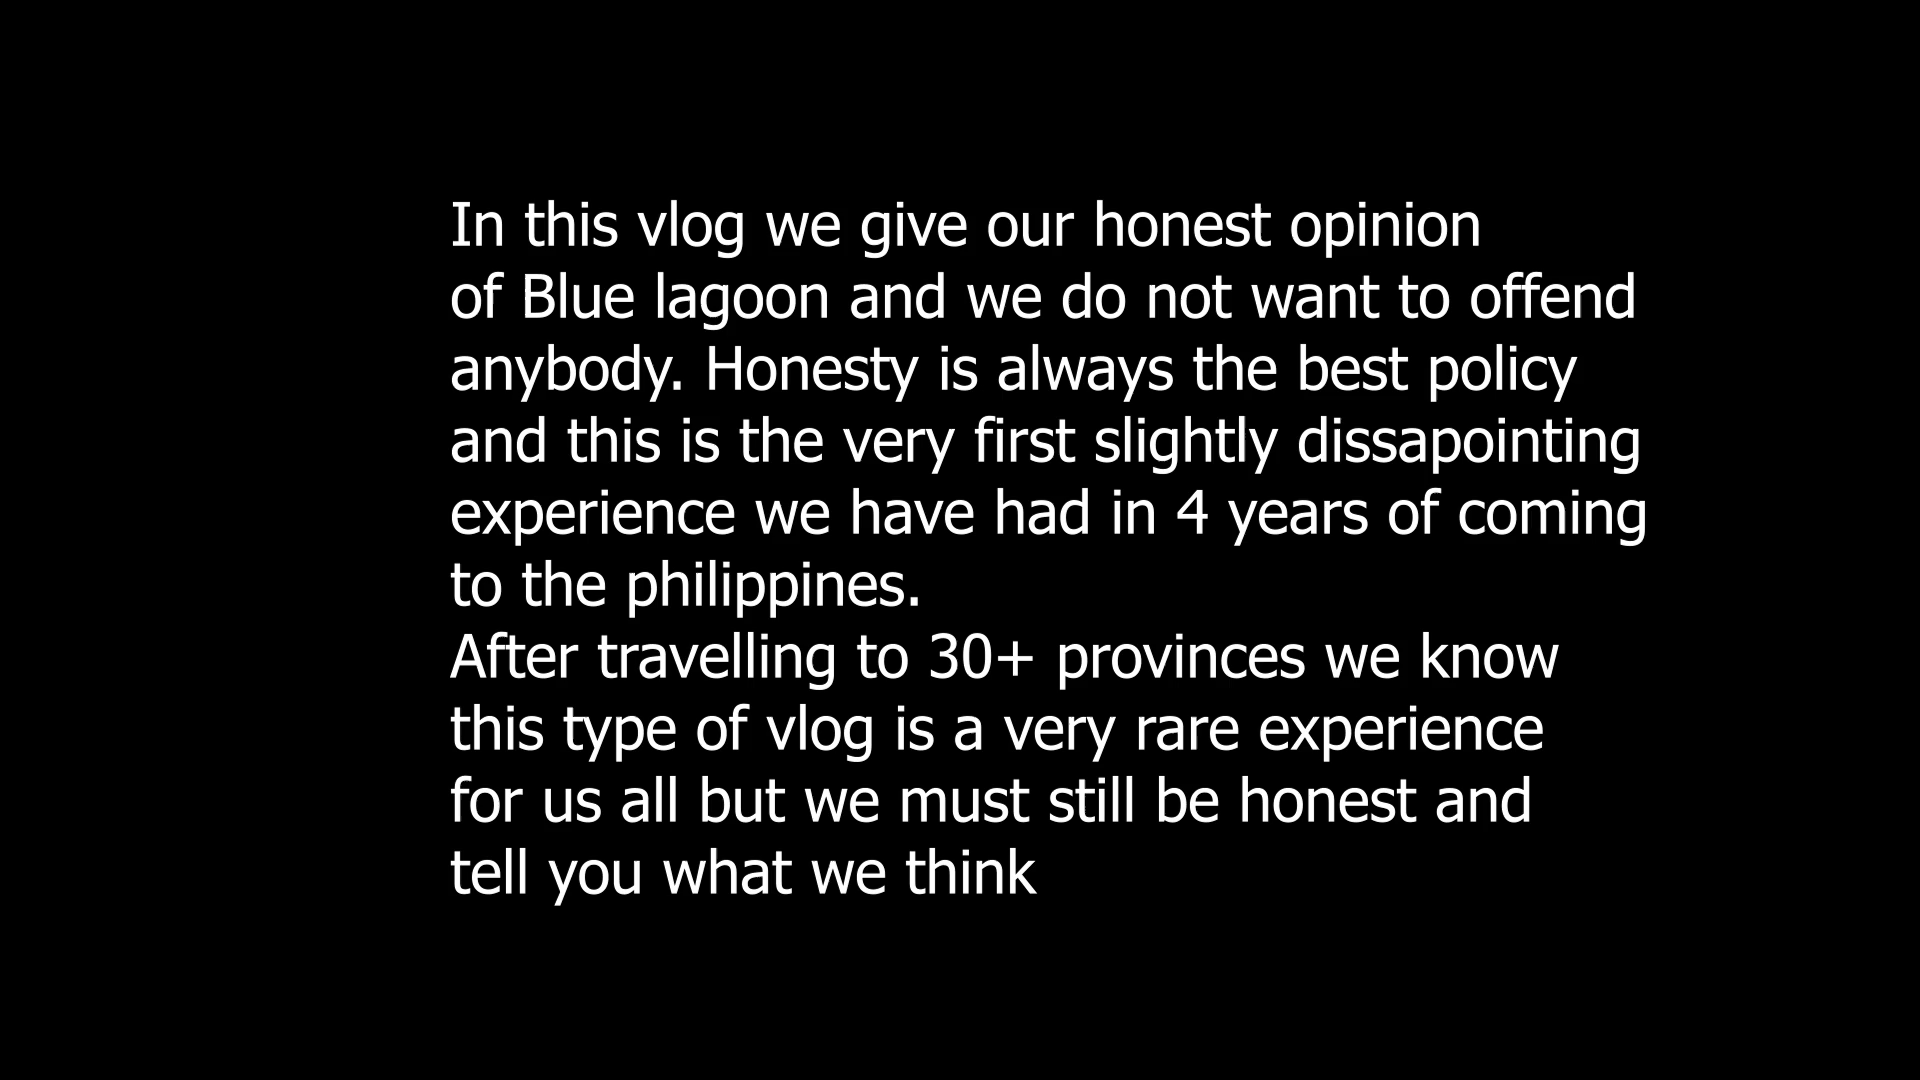 In this vlog we give our honest opinion
of Blue lagoon and we do not want to offend
anybody. Honesty is always the best policy
and this is the very first slightly dissapointing
experience we have had in 4 years of coming
to the philippines.
After travelling to 30+ provinces we know
this type of vlog is a very rare experience
for us all but we must still be honest and
tell you what we think